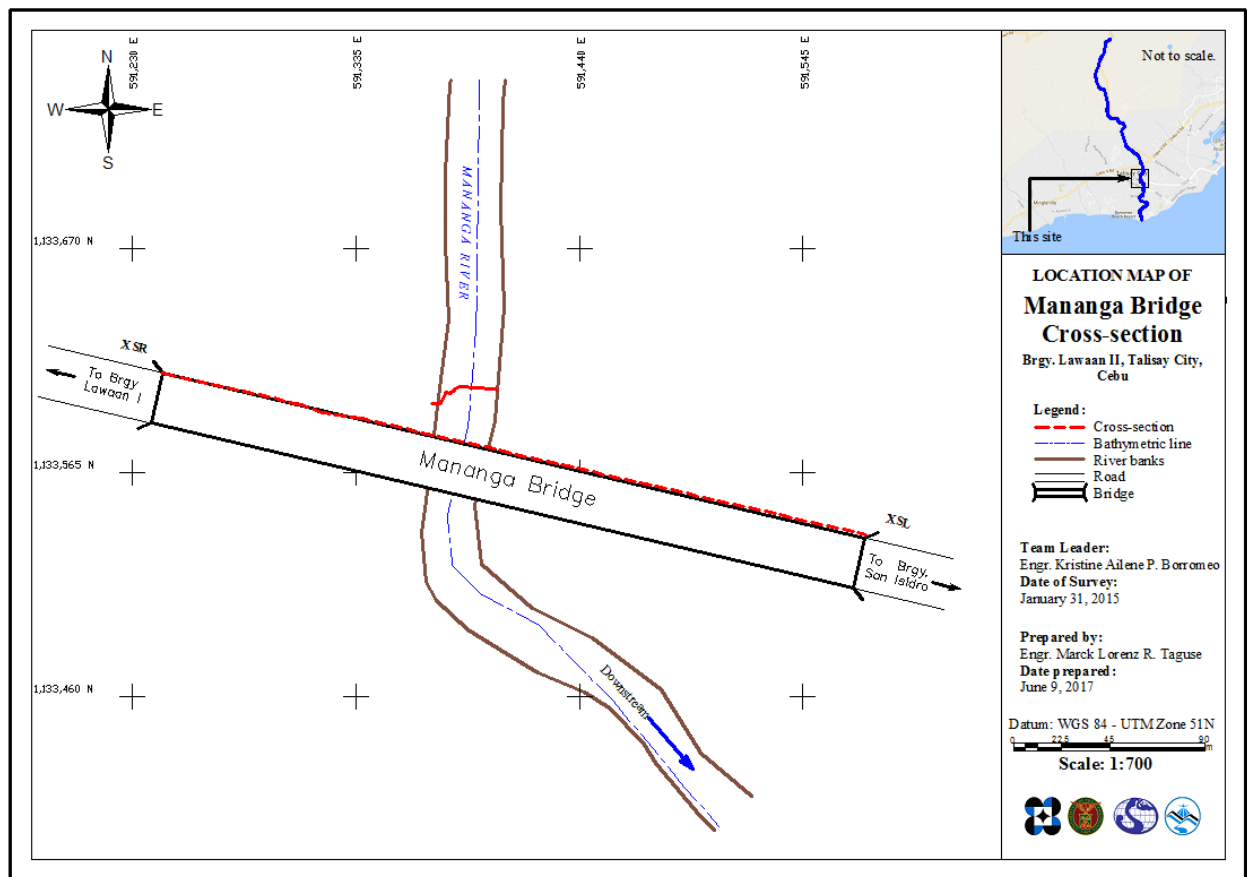 591,230 E
591,335 E
591,440 E
591,545 E
N
W
E
S
1,133,670 N
1,133,565 N
1,133,460 N
MANANGA RIVER
XSR
To Brgy
Lawaan I
Mananga Bridge
XSL
To Brgy.
San Isidro
Downstream
Not to scale.
This site
LOCATION MAP OF
Mananga Bridge
Cross-section
Brgy. Lawaan II, Talisay City,
Cebu
Legend:
Cross-section
Bathymetric line
River banks
Road
Bridge
Team Leader:
Engr. Kristine Ailene P. Borromeo
Date of Survey:
January 31, 2015
Prepared by:
Engr. Marck Lorenz R. Taguse
Date prepared:
June 9, 2017
Datum: WGS 84 - UTM Zone 51N
0 22.5 45 90
m
Scale: 1:700